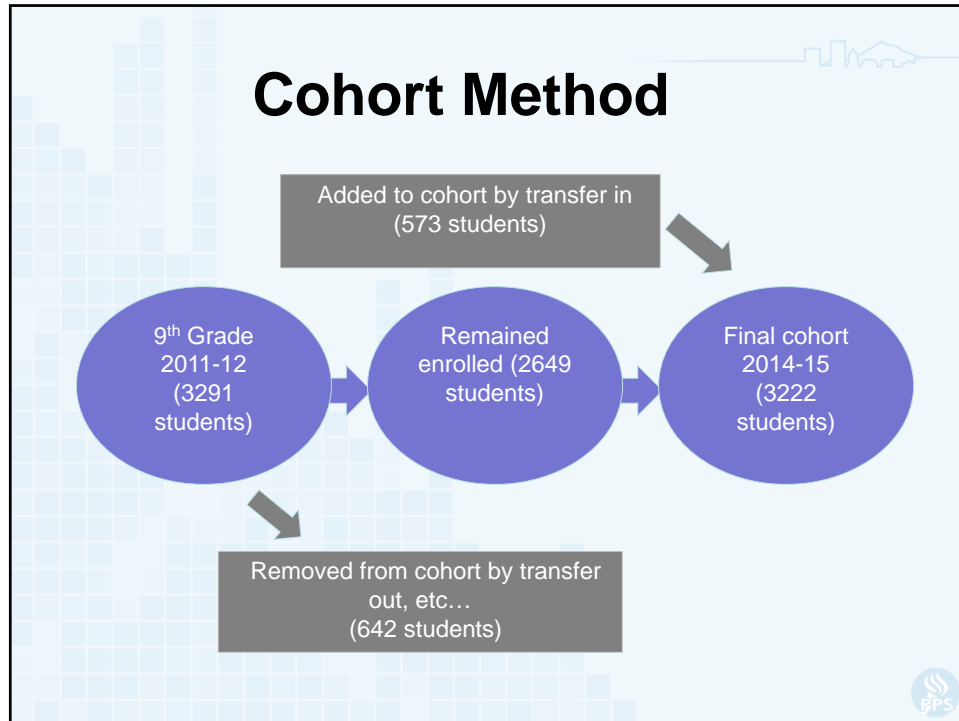 Cohort Method
Added to cohort by transfer in
(573 students)
9th Grade
2011-12
(3291
students)
Remained
enrolled (2649
students)
Final cohort
2014-15
(3222
students)
Removed from cohort by transfer
out, etc…
(642 students)
PPS